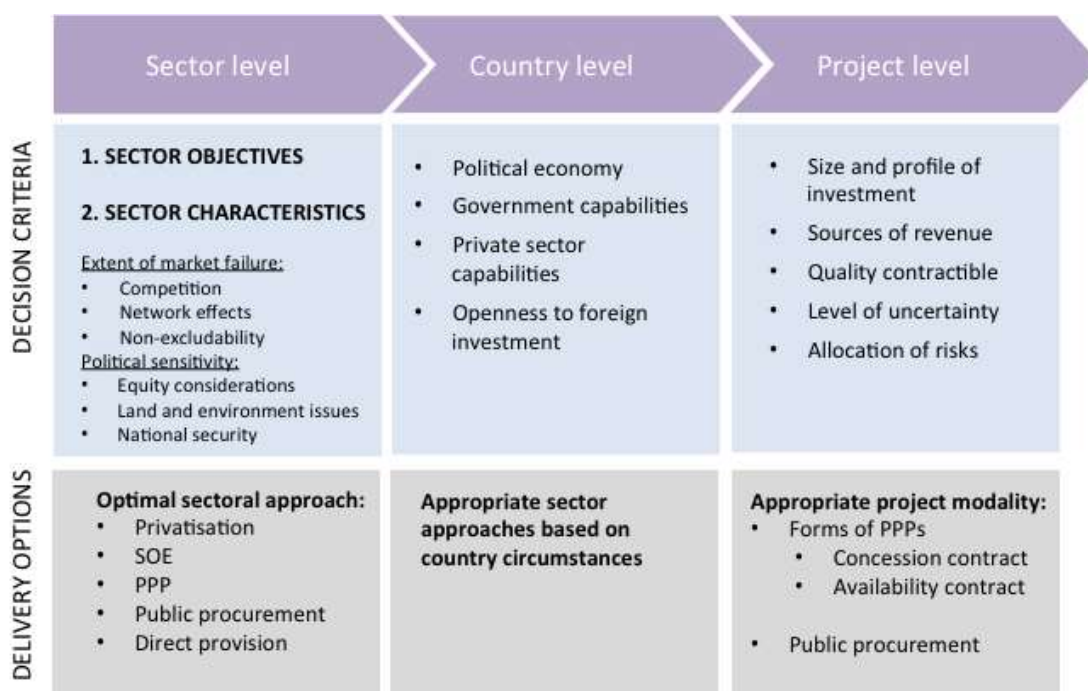 Sector level
Country level
Project level
DECISION CRITERIA
1. SECTOR OBJECTIVES
2. SECTOR CHARACTERISTICS
Extent of market failure:
• Competition
• Network effects
• Non-excludability
Political sensitivity:
• Equity considerations
• Land and environment issues
• National security
• Political economy
• Government capabilities
• Private sector
capabilities
• Openness to foreign
investment
• Size and profile of
investment
• Sources of revenue
• Quality contractible
• Level of uncertainty
• Allocation of risks
DELIVERY OPTIONS
Optimal sectoral approach:
• Privatisation
• SOE
• PPP
• Public procurement
• Direct provision
Appropriate sector
approaches based on
country circumstances
Appropriate project modality:
• Forms of PPPs
• Concession contract
• Availability contract
• Public procurement